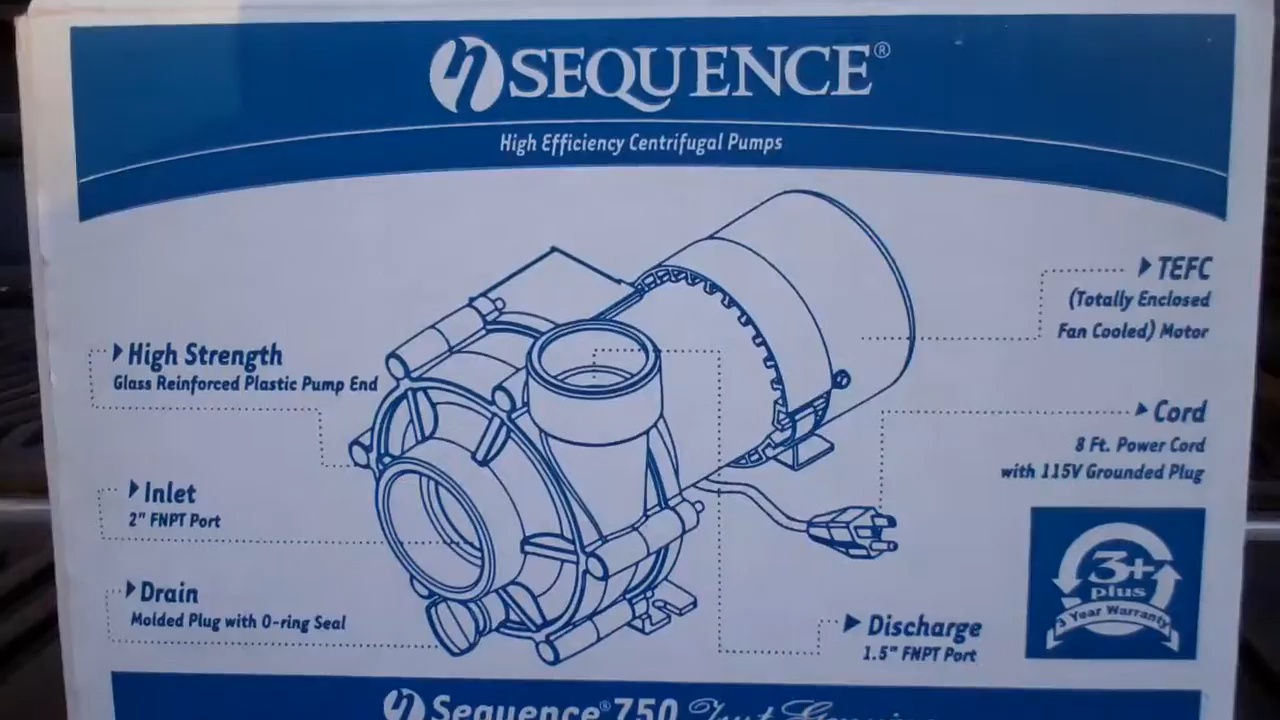 SEQUENCE®
High Efficiency Centrifugal Pumps
TEFC
(Totally Enclosed
Fan Cooled) Motor
High Strength
Glass Reinforced Plastic Pump End
Cord
8 Ft. Power Cord
with 115V Grounded Plug
Inlet
2" FNPT Port
3+
plus
3 Year Warranty
Drain
Molded Plug with O-ring Seal
Discharge
1.5" FNPT Port
Sequence® 750